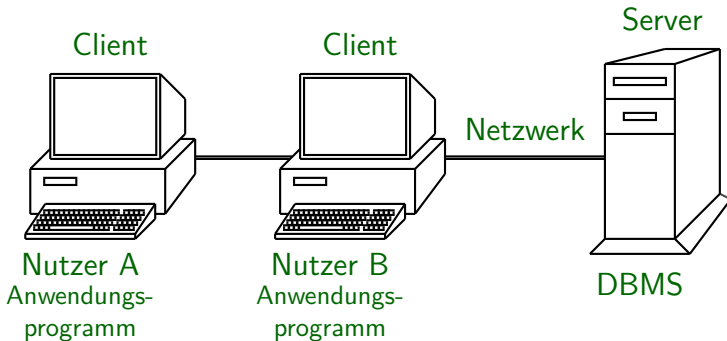 Server
Client
Client
Netzwerk
Nutzer A
Anwendungs-
programm
Nutzer B
Anwendungs-
programm
DBMS